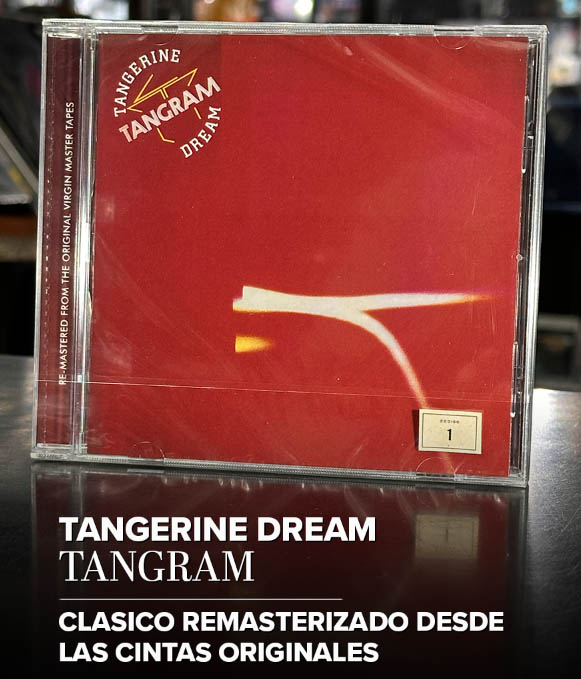 TANGERINE
TANGRAM
DREAM
RE-MASTERED FROM THE ORIGINAL VIRGIN MASTER TAPES
1
TANGERINE DREAM
TANGRAM
CLASICO REMASTERIZADO DESDE
LAS CINTAS ORIGINALES